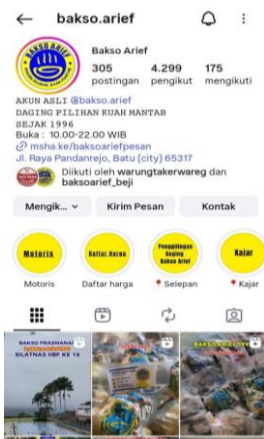 bakso.arief
BAKSO ARIEF
Bakso Arief
305
postingan
4.299
pengikut
175
mengikuti
AKUN ASLI @bakso.arief
DAGING PILIHAN KUAH MANTAB
SEJAK 1996
Buka : 10.00-22.00 WIB
msha.ke/baksoariefpesan
Jl. Raya Pandanrejo, Batu (city) 65317
Diikuti oleh warungtakerwareg dan
baksoarief_beji
Mengik...
Kirim Pesan
Kontak
Motoris
Daftar Harga
Penggilingan
Daging
Bakso Arief
Kajar
Motoris
Daftar harga
Selepan
Kajar
BAKSO PRASMANAN
SILATNAS IIBF KE 16